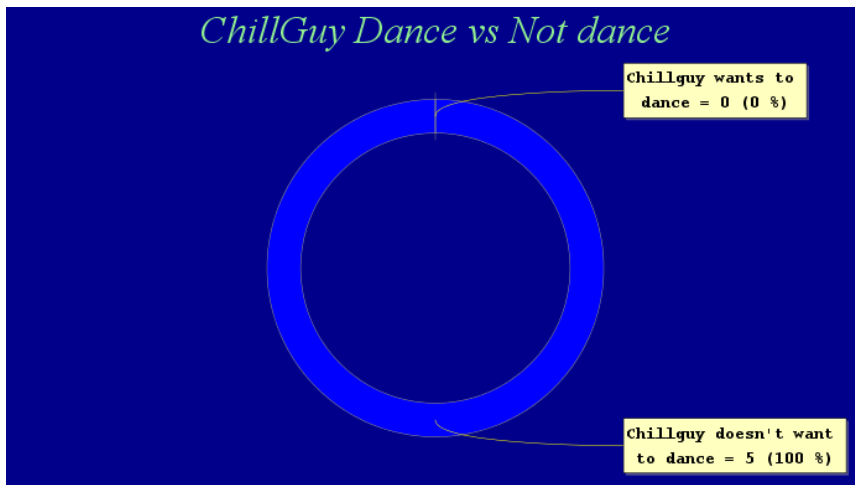 ChillGuy Dance vs Not dance
Chillguy wants to
dance = 0 (0 %)
Chillguy doesn't want
to dance = 5 (100 %)